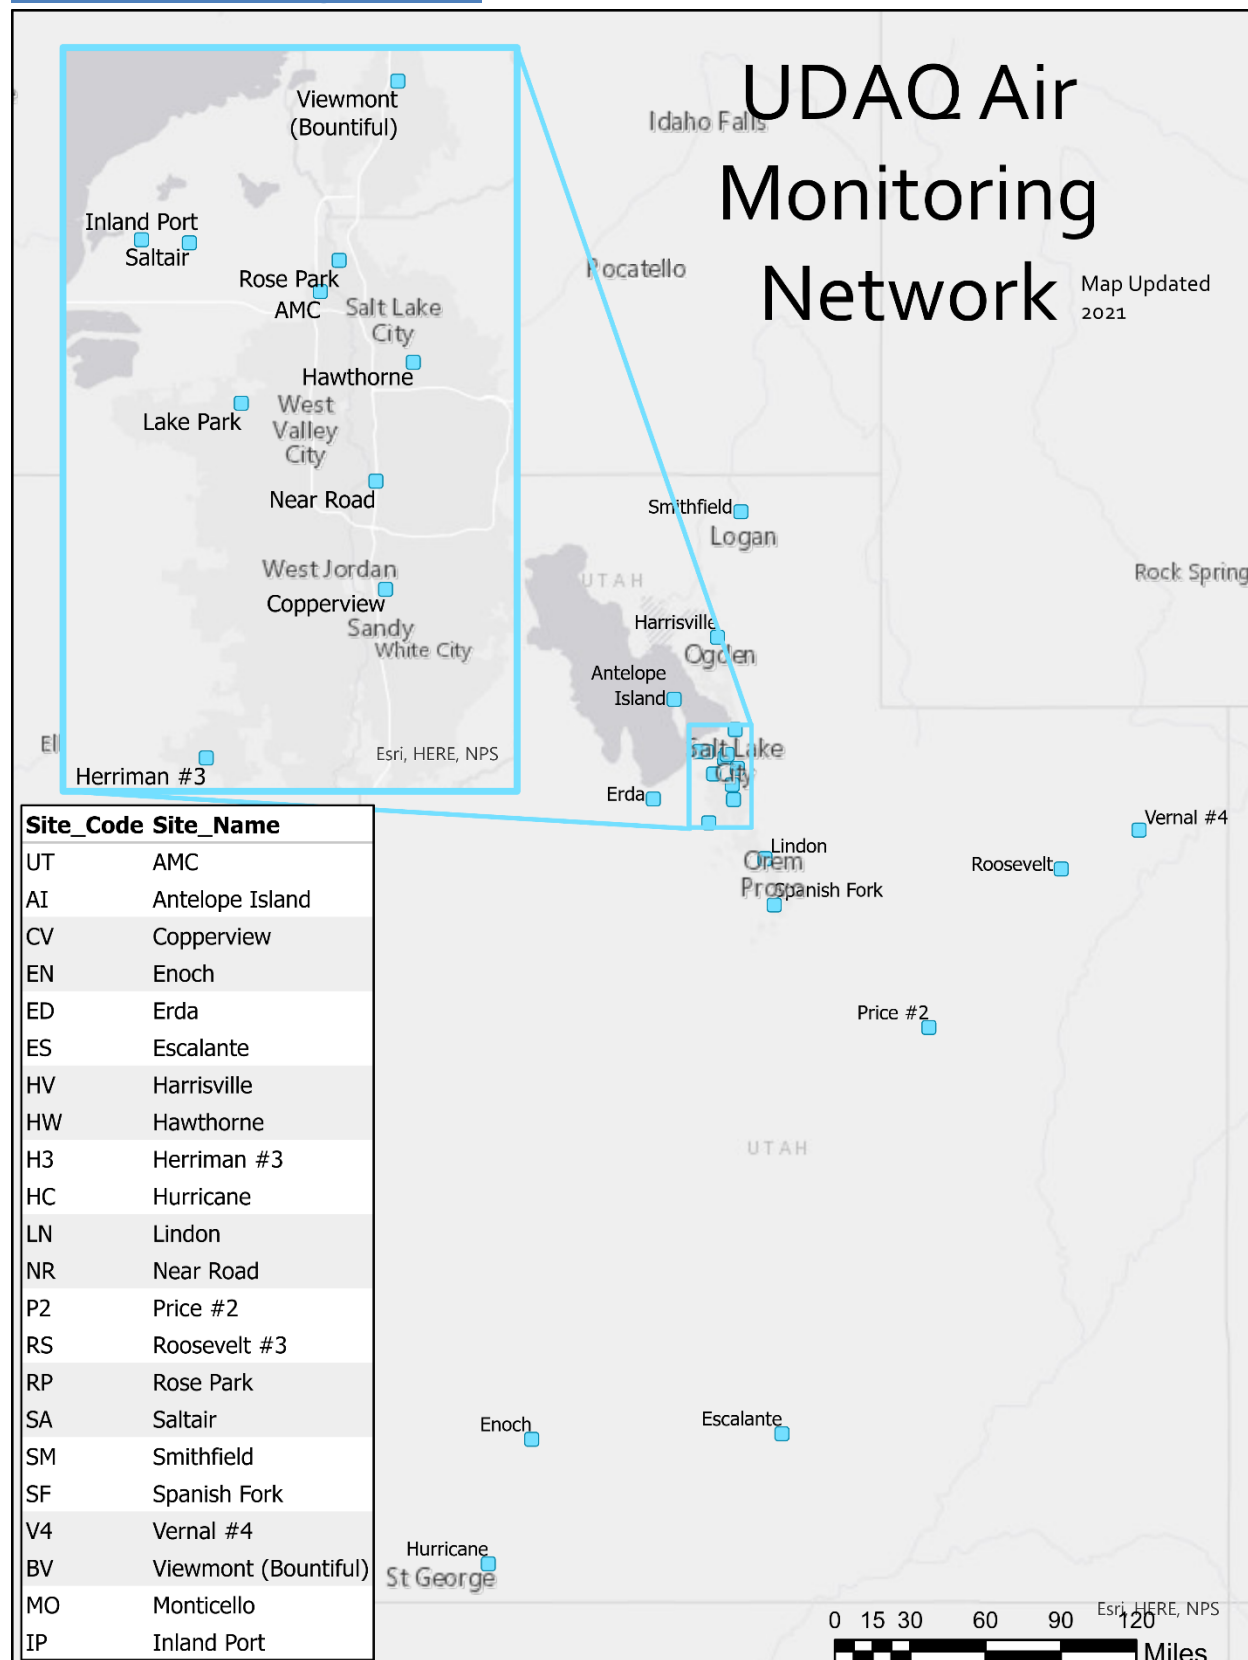 UDAQ Air
Monitoring
Network
Map Updated
2021
Idaho Falls
Pocatello
Viewmont
(Bountiful)
Inland Port
Saltair
Rose Park
AMC
Salt Lake
City
Hawthorne
Lake Park
West
Valley
City
Near Road
West Jordan
Copperview
Sandy
White City
Herriman #3
Esri, HERE, NPS
Smithfield
Logan
Rock Spring
UTAH
Harrisville
Ogden
Antelope
Island
Salt Lake
City
El
Erda
Vernal #4
Lindon
Orem
Roosevelt
Provo
Spanish Fork
Price #2
UTAH
Enoch
Escalante
Hurricane
St George
Site_Code Site_Name
UT AMC
AI Antelope Island
CV Copperview
EN Enoch
ED Erda
ES Escalante
HV Harrisville
HW Hawthorne
H3 Herriman #3
HC Hurricane
LN Lindon
NR Near Road
P2 Price #2
RS Roosevelt #3
RP Rose Park
SA Saltair
SM Smithfield
SF Spanish Fork
V4 Vernal #4
BV Viewmont (Bountiful)
MO Monticello
IP Inland Port
Esri, HERE, NPS
0 15 30 60 90 120
Miles